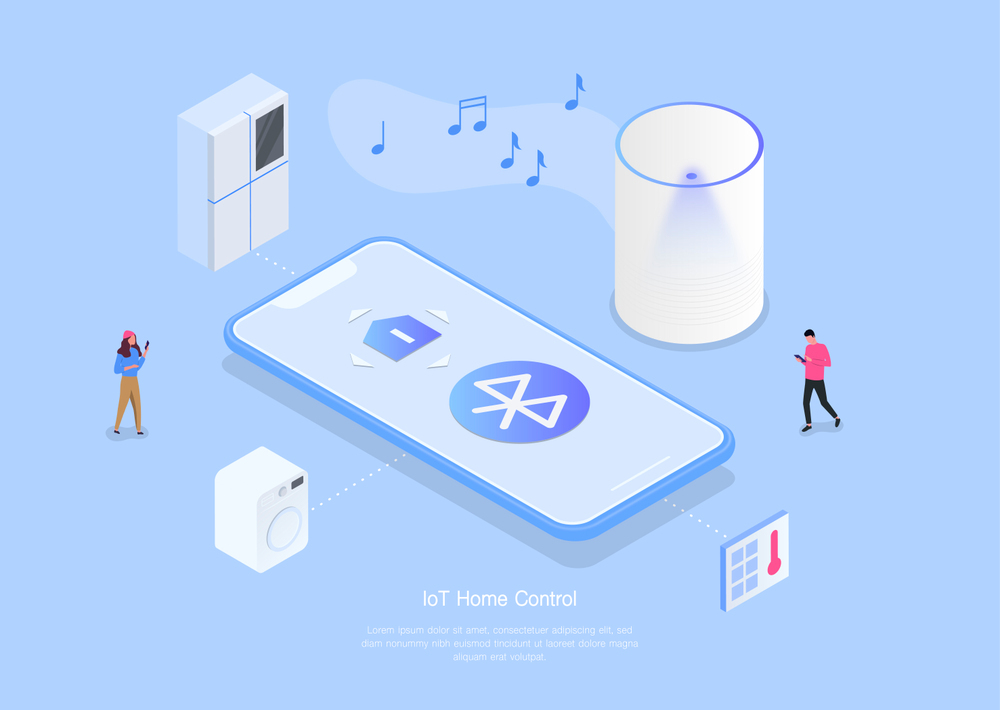 IoT Home Control
Lorem ipsum dolor sit amet, consectetuer adipiscing elit, sed
diam nonummy nibh euismod tincidunt ut laoreet dolore magna
aliquam erat volutpat.